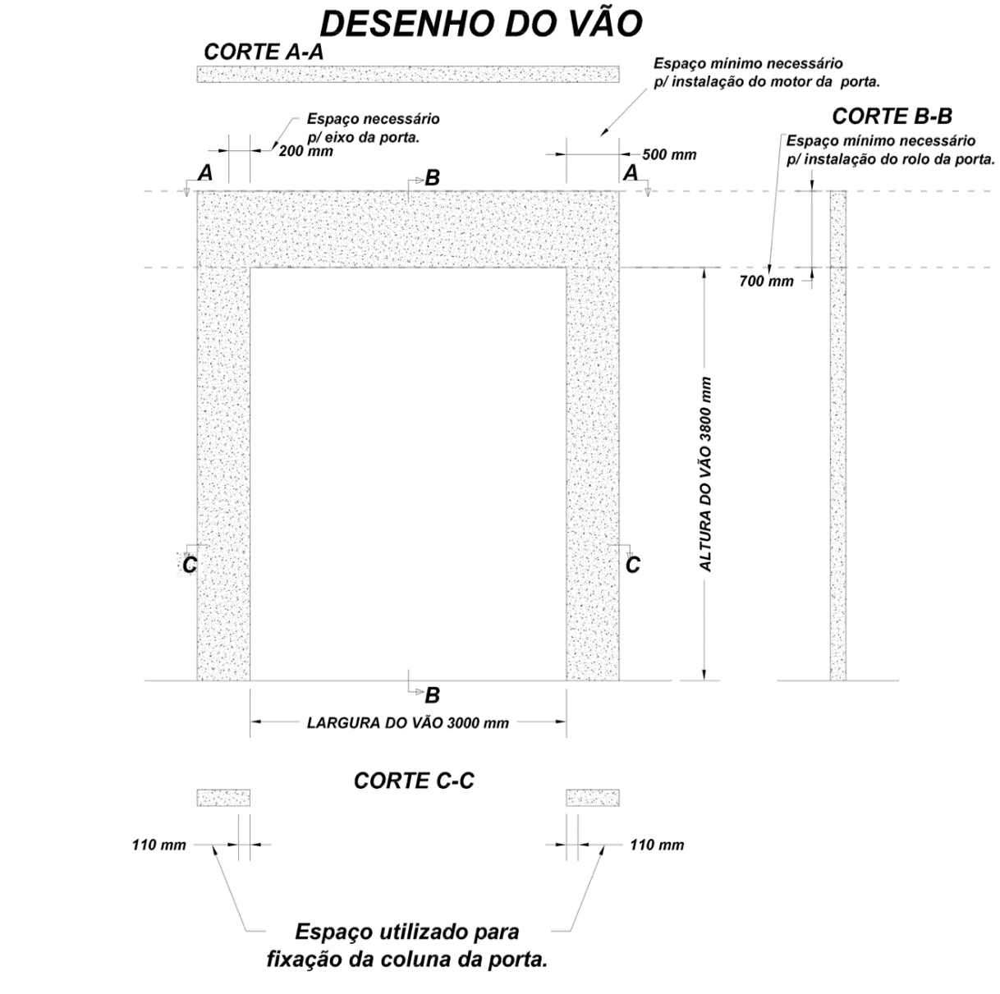 DESENHO DO VÃO
CORTE A-A
Espaço mínimo necessário
p/ instalação do motor da porta.
CORTE B-B
Espaço necessário
p/ eixo da porta.
200 mm
500 mm
Espaço mínimo necessário
p/ instalação do rolo da porta.
A
B
A
700 mm
ALTURA DO VÃO 3800 mm
C
C
B
LARGURA DO VÃO 3000 mm
CORTE C-C
110 mm
110 mm
Espaço utilizado para
fixação da coluna da porta.